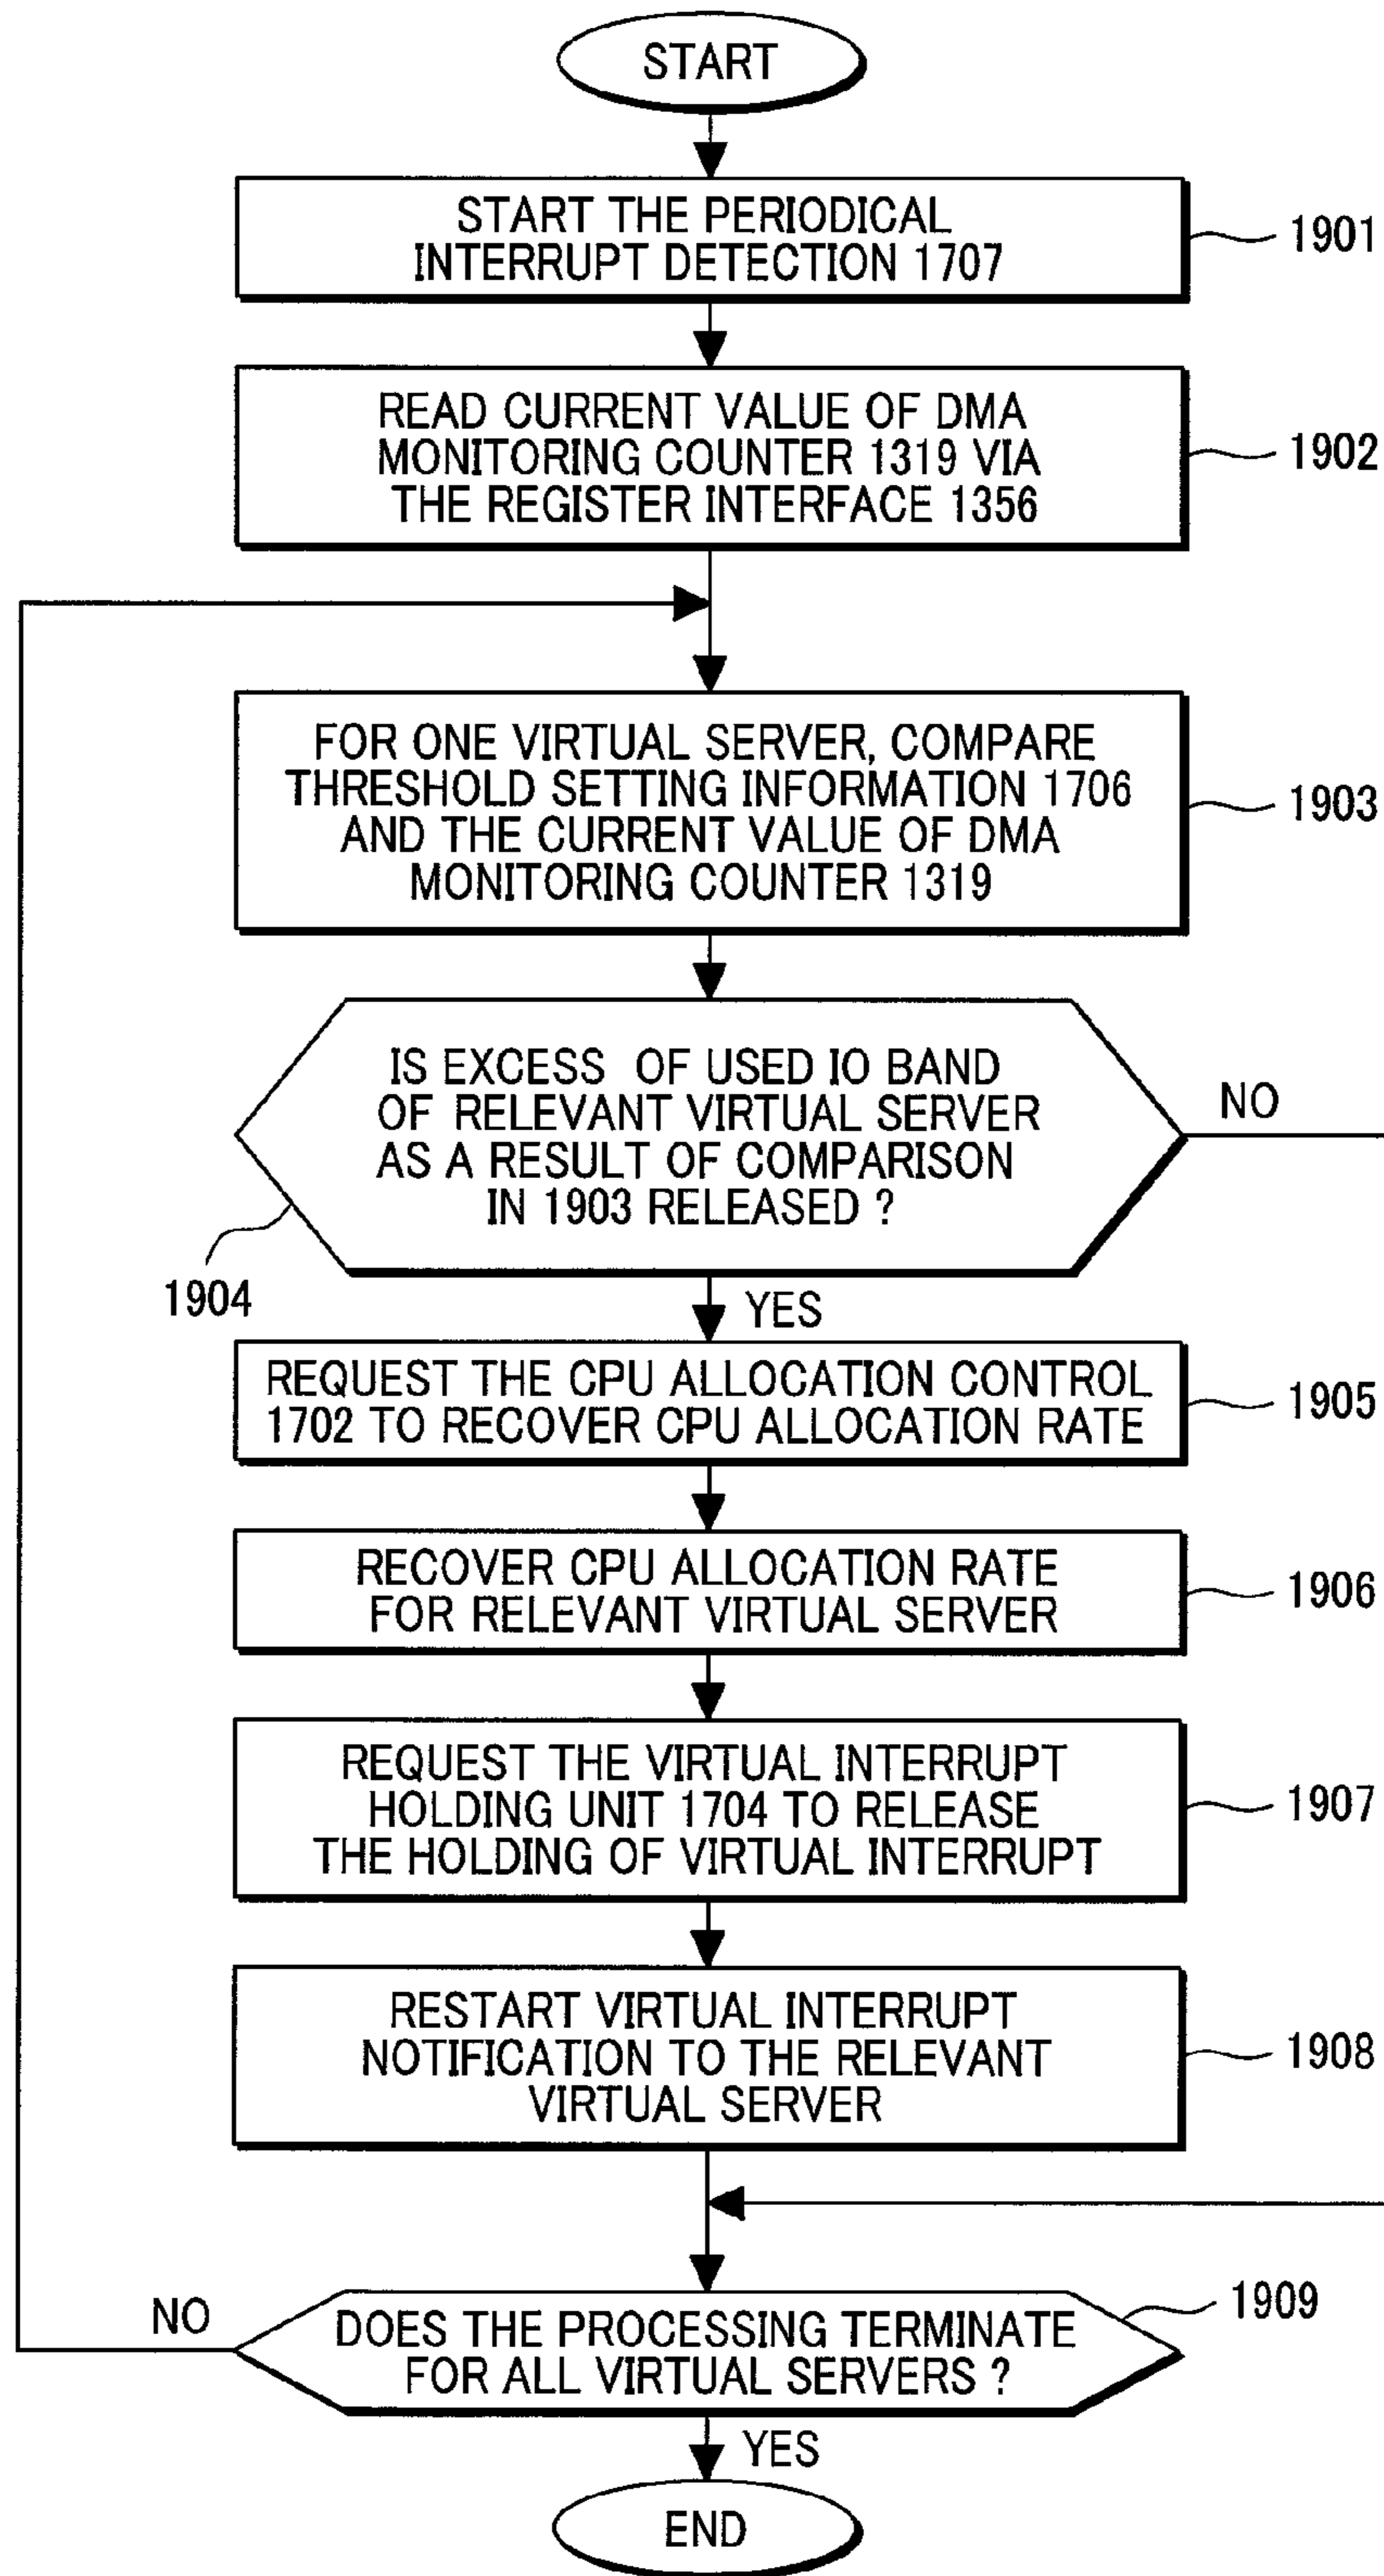 START
START THE PERIODICAL
INTERRUPT DETECTION 1707
1901
READ CURRENT VALUE OF DMA
MONITORING COUNTER 1319 VIA
THE REGISTER INTERFACE 1356
1902
FOR ONE VIRTUAL SERVER, COMPARE
THRESHOLD SETTING INFORMATION 1706
AND THE CURRENT VALUE OF DMA
MONITORING COUNTER 1319
1903
IS EXCESS OF USED IO BAND
OF RELEVANT VIRTUAL SERVER
AS A RESULT OF COMPARISON
IN 1903 RELEASED ?
NO
1904
YES
REQUEST THE CPU ALLOCATION CONTROL
1702 TO RECOVER CPU ALLOCATION RATE
1905
RECOVER CPU ALLOCATION RATE
FOR RELEVANT VIRTUAL SERVER
1906
REQUEST THE VIRTUAL INTERRUPT
HOLDING UNIT 1704 TO RELEASE
THE HOLDING OF VIRTUAL INTERRUPT
1907
RESTART VIRTUAL INTERRUPT
NOTIFICATION TO THE RELEVANT
VIRTUAL SERVER
1908
NO
DOES THE PROCESSING TERMINATE
FOR ALL VIRTUAL SERVERS ?
1909
YES
END